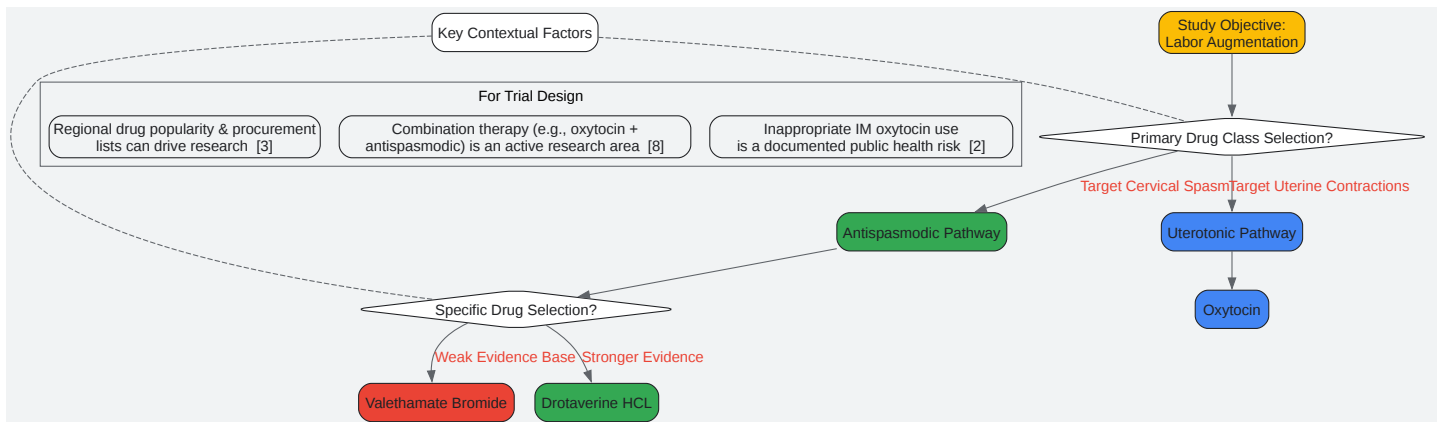 Key Contextual Factors
Study Objective:
Labor Augmentation
For Trial Design
Regional drug popularity & procurement
lists can drive research  [3]
Combination therapy (e.g., oxytocin +
antispasmodic) is an active research area  [8]
Inappropriate IM oxytocin use
is a documented public health risk  [2]
Primary Drug Class Selection?
Target Cervical Spasm
Target Uterine Contractions
Antispasmodic Pathway
Uterotonic Pathway
Specific Drug Selection?
Oxytocin
Weak Evidence Base
Stronger Evidence
Valethamate Bromide
Drotaverine HCL